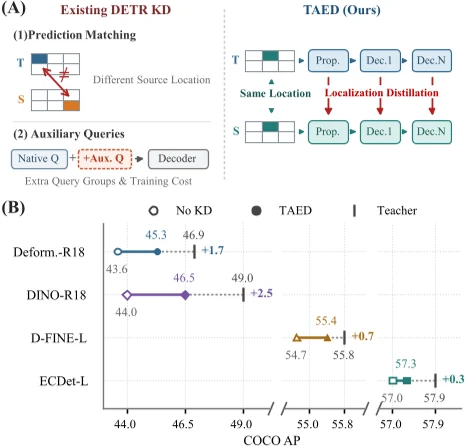 (A)
Existing DETR KD
TAED (Ours)
(1)Prediction Matching
T
≠
S
Different Source Location
(2) Auxiliary Queries
Native Q + +Aux. Q Decoder
Extra Query Groups & Training Cost
T Prop. Dec.1 Dec.N
Same Location Localization Distillation
S Prop. Dec.1 Dec.N
(B)
No KD TAED Teacher
Deform.-R18 43.6 45.3 46.9 +1.7
DINO-R18 44.0 46.5 49.0 +2.5
D-FINE-L 54.7 55.4 55.8 +0.7
ECDet-L 57.0 57.3 57.9 +0.3
44.0 46.5 49.0 55.0 55.8 57.0 57.9
COCO AP